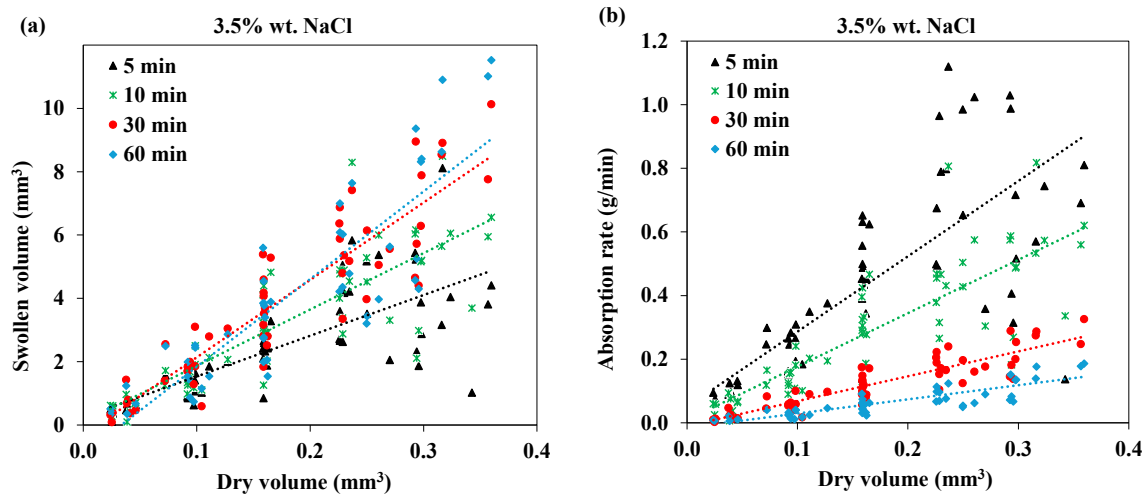 (a)
3.5% wt. NaCl
5 min
10 min
30 min
60 min
Swollen volume (mm³)
10
8
6
4
2
0
0.0
0.1
0.2
0.3
0.4
Dry volume (mm³)
(b)
3.5% wt. NaCl
5 min
10 min
30 min
60 min
Absorption rate (g/min)
1.2
1.0
0.8
0.6
0.4
0.2
0.0
0.0
0.1
0.2
0.3
0.4
Dry volume (mm³)